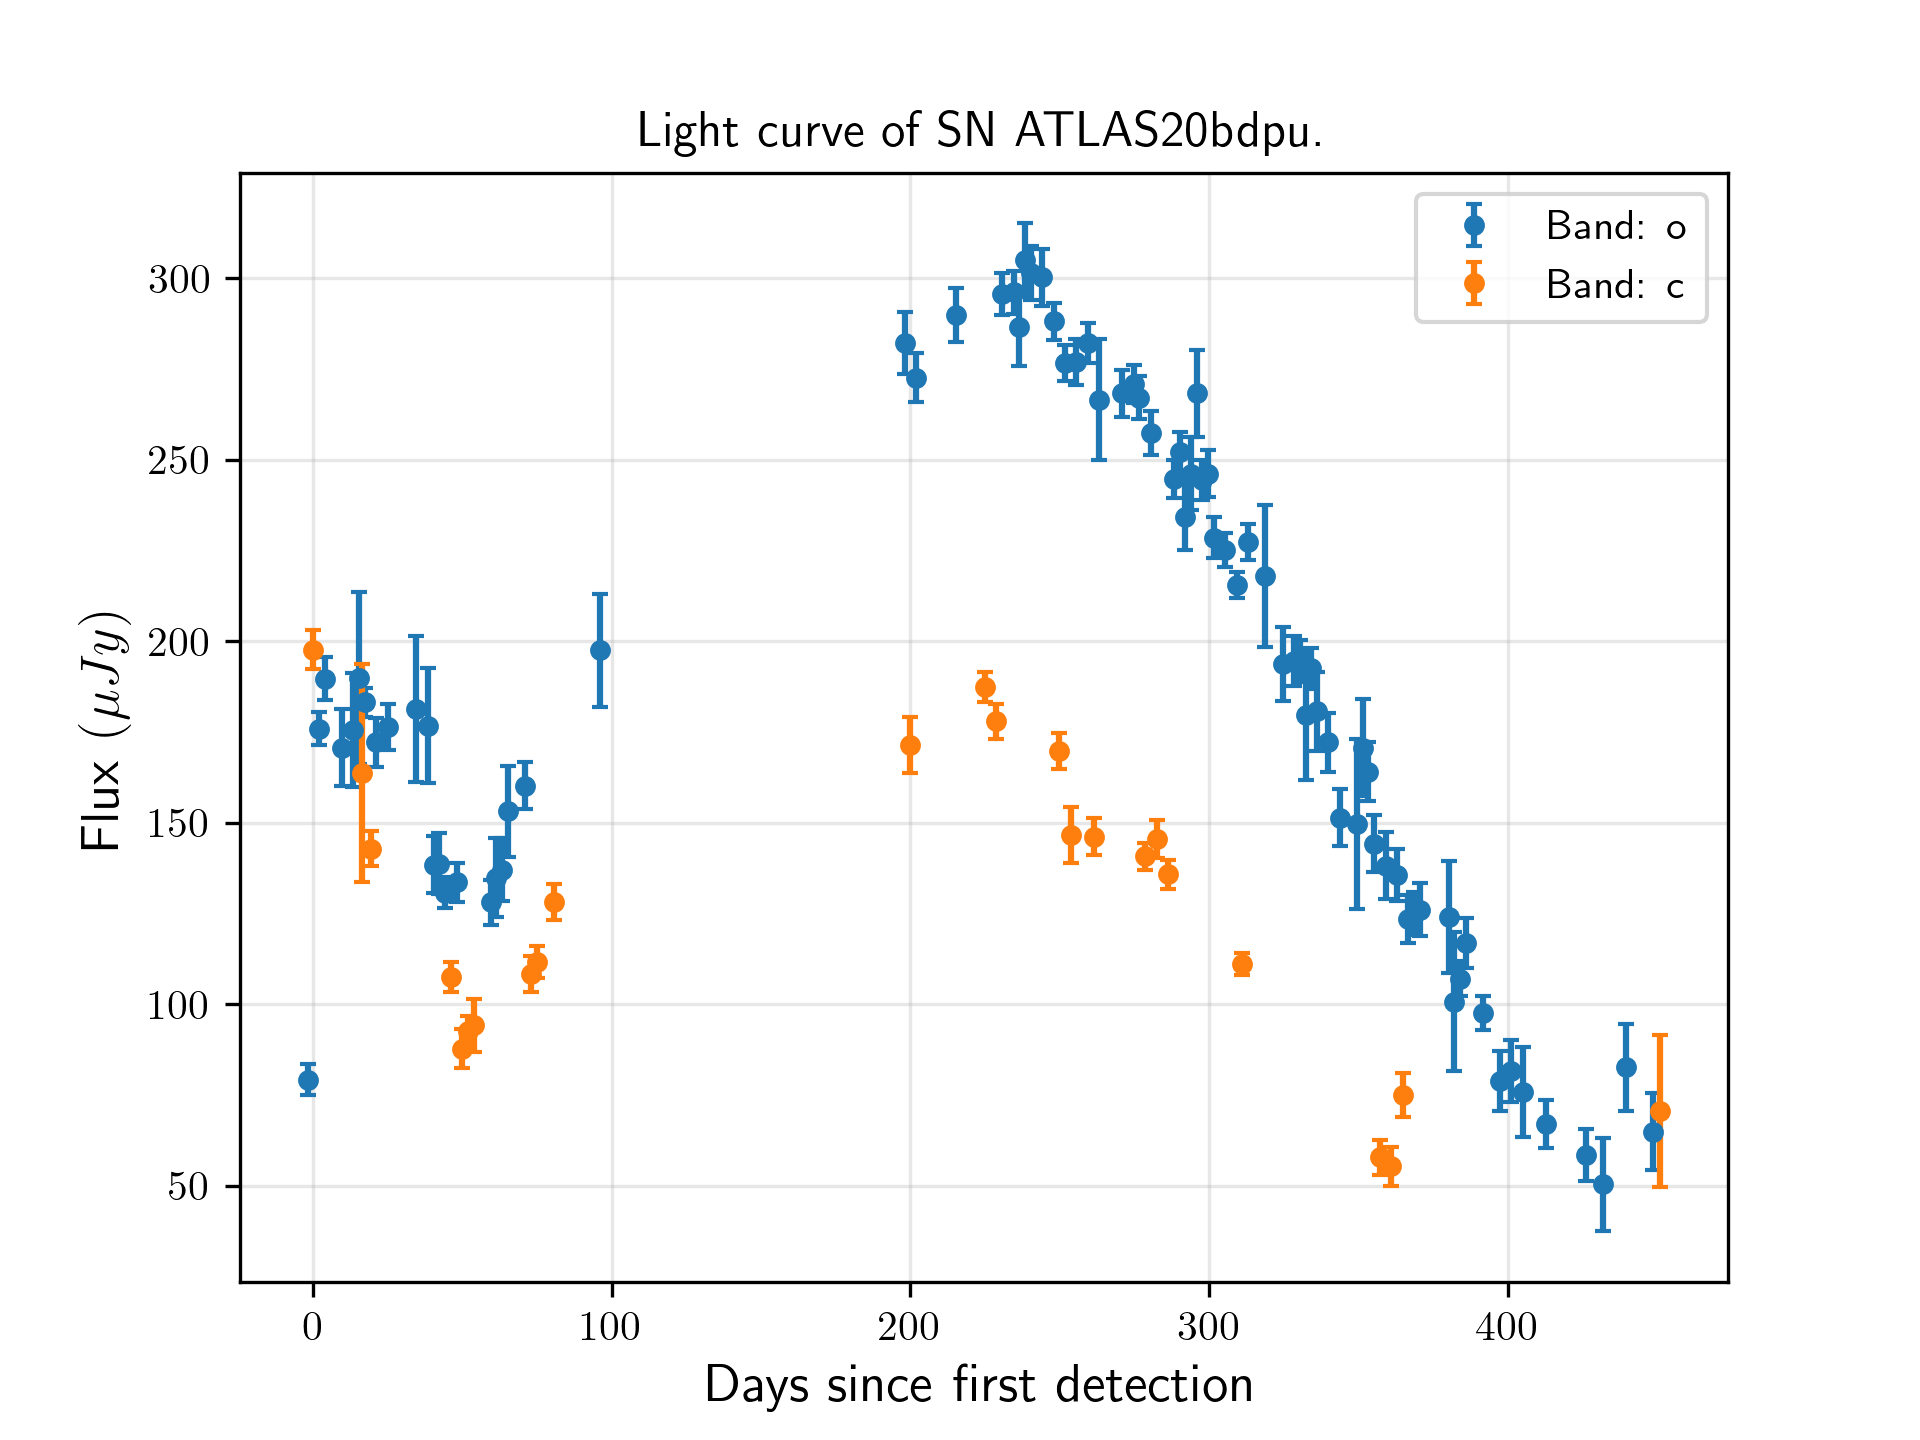 Light curve of SN ATLAS20bdpu.
Band: o
Band: c
300
250
200
150
100
50
Flux (μJy)
0 100 200 300 400
Days since first detection